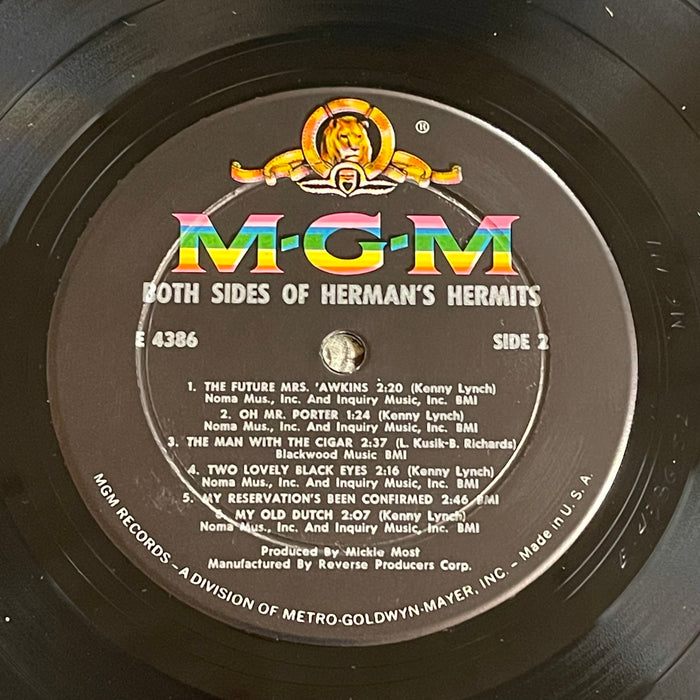 ®
M-G-M
BOTH SIDES OF HERMAN'S HERMITS
E 4386
SIDE 2
1. THE FUTURE MRS. 'AWKINS 2:20 (Kenny Lynch)
Noma Mus., Inc. And Inquiry Music, Inc. BMI
2. OH MR. PORTER 1:24 (Kenny Lynch)
Noma Mus., Inc. And Inquiry Music, Inc. BMI
3. THE MAN WITH THE CIGAR 2:37 (L. Kusik-B. Richards)
Blackwood Music BMI
4. TWO LOVELY BLACK EYES 2:16 (Kenny Lynch)
Noma Mus., Inc. And Inquiry Music, Inc. BMI
5. MY RESERVATION'S BEEN CONFIRMED 2:46 BMI
6. MY OLD DUTCH 2:07 (Kenny Lynch)
Noma Mus., Inc. And Inquiry Music, Inc. BMI
Produced By Mickie Most
Manufactured By Reverse Producers Corp.
MGM RECORDS – A DIVISION OF METRO-GOLDWYN-MAYER, INC. – Made in U.S.A.